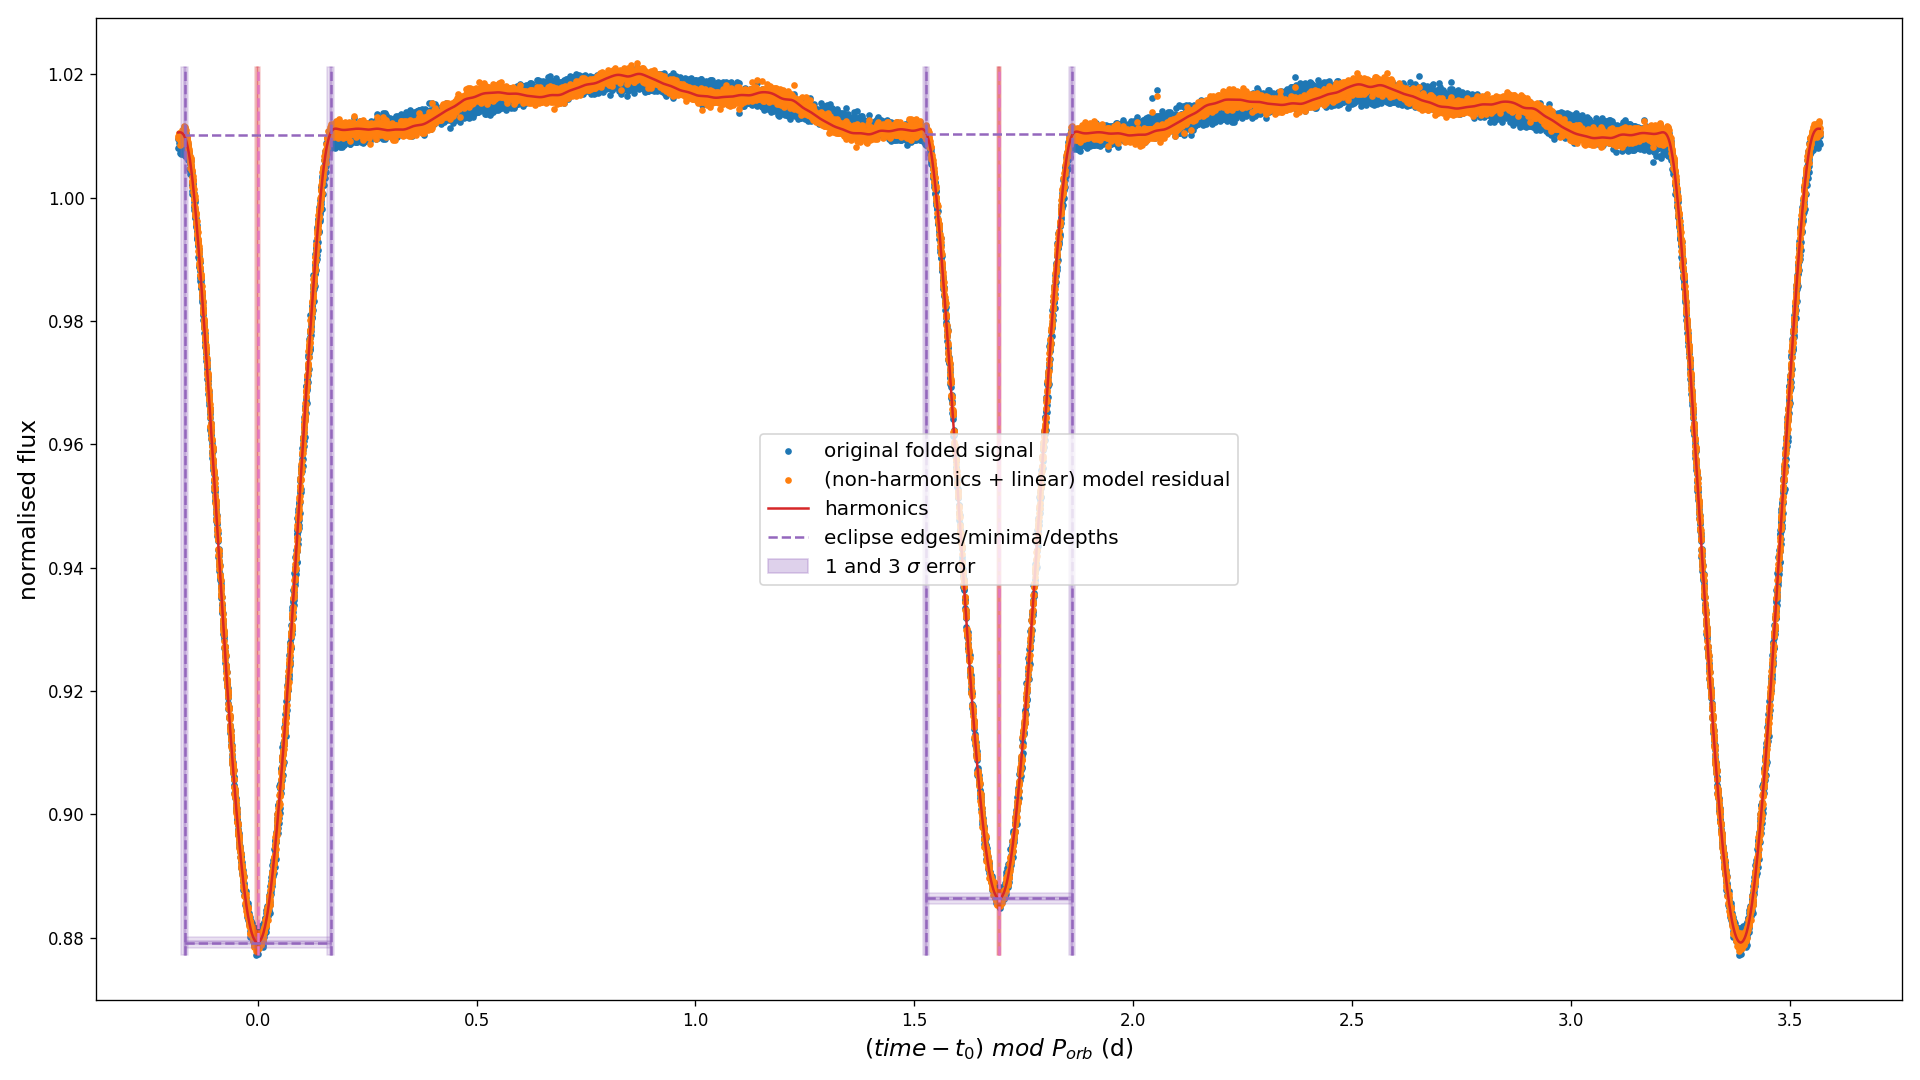 normalised flux
1.02
1.00
0.98
0.96
0.94
0.92
0.90
0.88
original folded signal
(non-harmonics + linear) model residual
harmonics
eclipse edges/minima/depths
1 and 3 σ error
0.0 0.5 1.0 1.5 2.0 2.5 3.0 3.5
(time − t₀) mod P_orb (d)